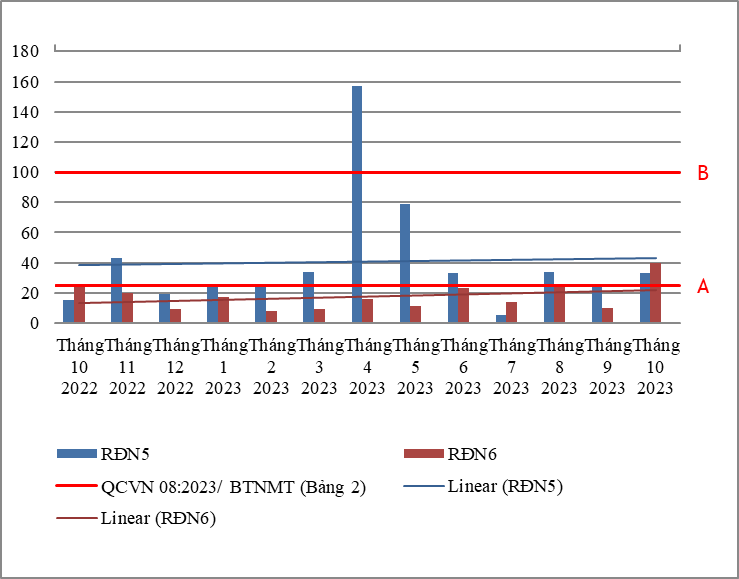 180
160
140
120
100
80
60
40
20
0
B
A
Tháng Tháng Tháng Tháng Tháng Tháng Tháng Tháng Tháng Tháng Tháng Tháng Tháng
10 11 12 1 2 3 4 5 6 7 8 9 10
2022 2022 2022 2023 2023 2023 2023 2023 2023 2023 2023 2023 2023
RĐN5 RĐN6
QCVN 08:2023/ BTNMT (Bảng 2) Linear (RĐN5)
Linear (RĐN6)